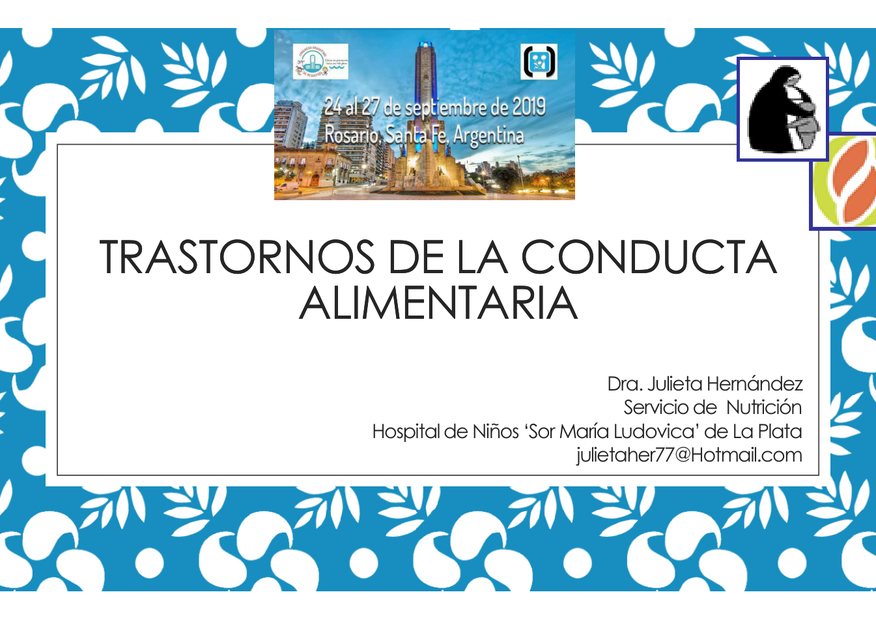 24 al 27 de septiembre de 2019
Rosario, Santa Fe, Argentina
TRASTORNOS DE LA CONDUCTA
ALIMENTARIA
Dra. Julieta Hernández
Servicio de Nutrición
Hospital de Niños ‘Sor María Ludovica’ de La Plata
julietaher77@Hotmail.com